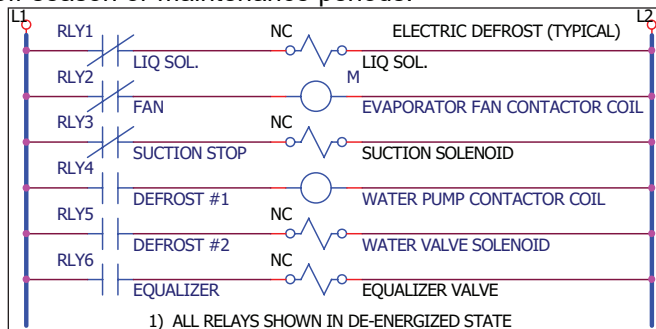 off season or maintenance periods.
L1 L2
RLY1 NC ELECTRIC DEFROST (TYPICAL)
LIQ SOL. LIQ SOL.
RLY2 M
FAN EVAPORATOR FAN CONTACTOR COIL
RLY3 NC
SUCTION STOP SUCTION SOLENOID
RLY4
DEFROST #1 WATER PUMP CONTACTOR COIL
RLY5 NC
DEFROST #2 WATER VALVE SOLENOID
RLY6 NC
EQUALIZER EQUALIZER VALVE
1) ALL RELAYS SHOWN IN DE-ENERGIZED STATE